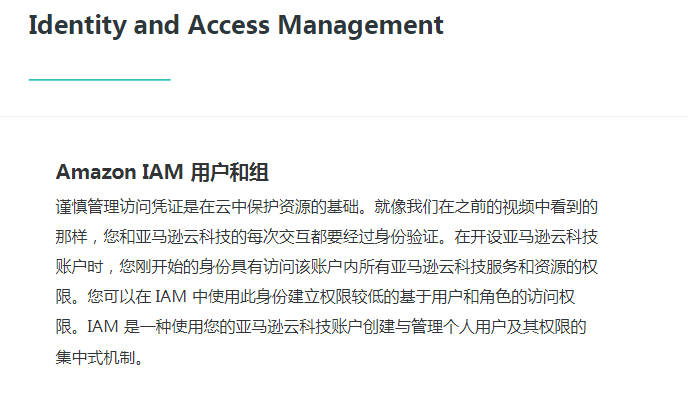 Identity and Access Management
Amazon IAM 用户和组
谨慎管理访问凭证是在云中保护资源的基础。就像我们在之前的视频中看到的
那样，您和亚马逊云科技的每次交互都要经过身份验证。在开设亚马逊云科技
账户时，您刚开始的身份具有访问该账户内所有亚马逊云科技服务和资源的权
限。您可以在 IAM 中使用此身份建立权限较低的基于用户和角色的访问权
限。IAM 是一种使用您的亚马逊云科技账户创建与管理个人用户及其权限的
集中式机制。